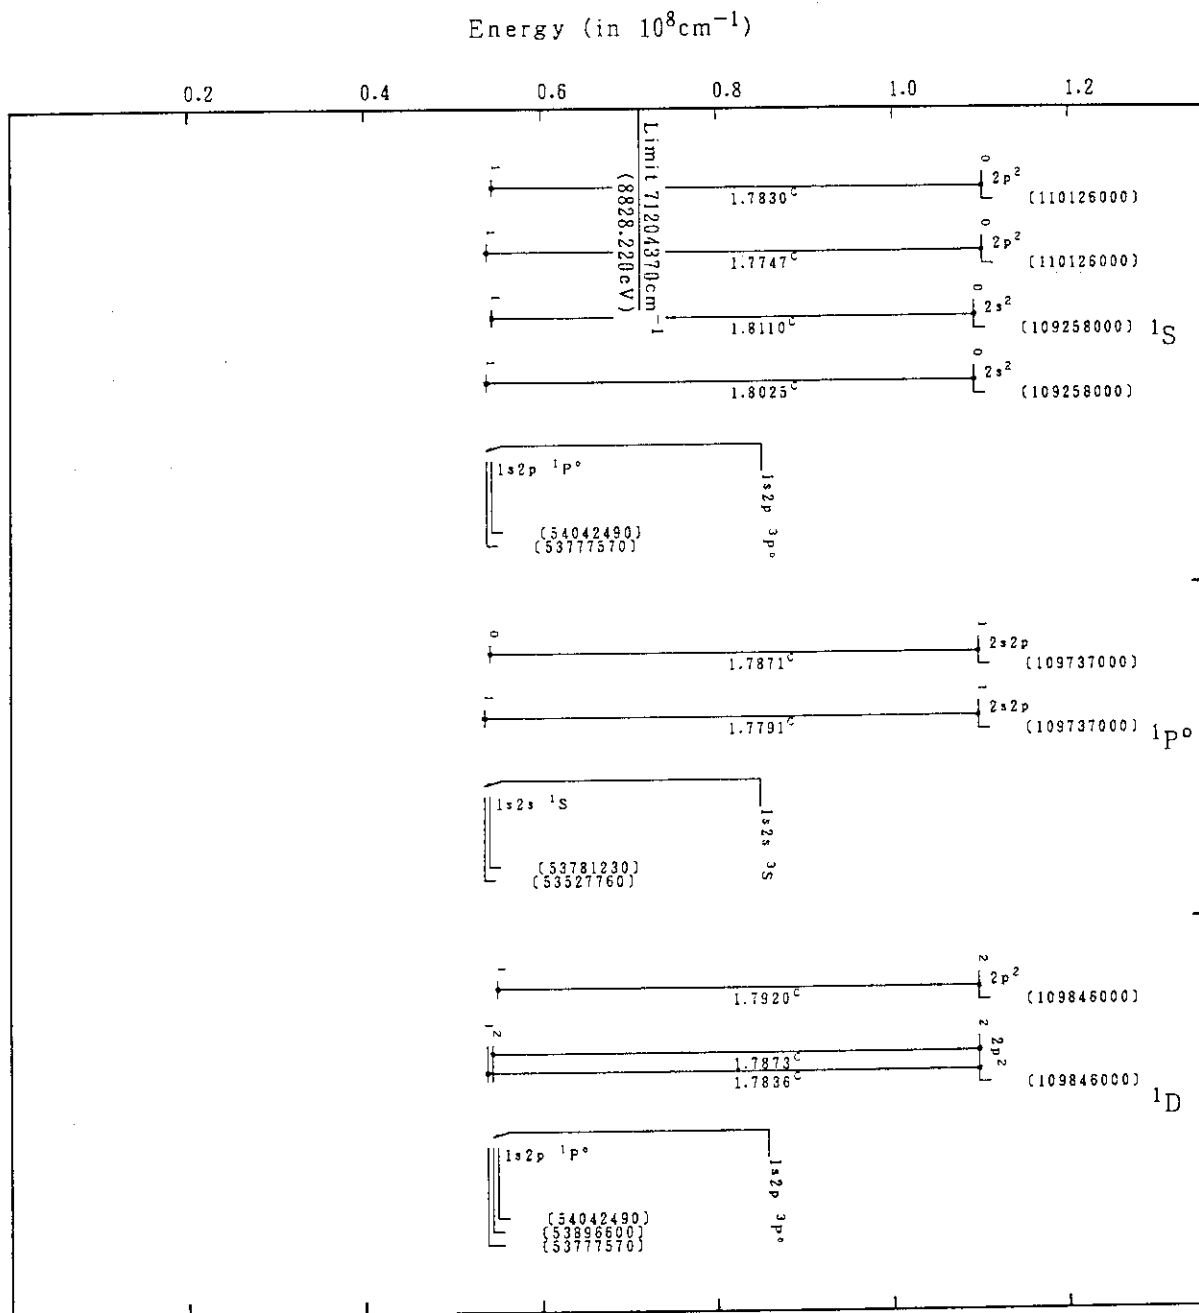 Energy (in 10⁸cm⁻¹)
0.2 0.4 0.6 0.8 1.0 1.2
Limit 71204370cm⁻¹
(8828.220eV)
1 0 2p² (110126000)
1.7830ᶜ
1 0 2p² (110126000)
1.7747ᶜ
1 0 2s² (109258000)
1.8110ᶜ
¹S
1 0 2s² (109258000)
1.8025ᶜ
1s2p ¹P°
1s2p ³P°
(54042490)
(53777570)
0 1 2s2p (109737000)
1.7871ᶜ
1 1 2s2p (109737000)
1.7791ᶜ
¹P°
1s2s ¹S
1s2s ³S
(53781230)
(53527760)
1 2 2p² (109846000)
1.7920ᶜ
1 2 2 2p²
1.7873ᶜ
1.7836ᶜ (109846000)
¹D
1s2p ¹P°
1s2p ³P°
(54042490)
(53896600)
(53777570)